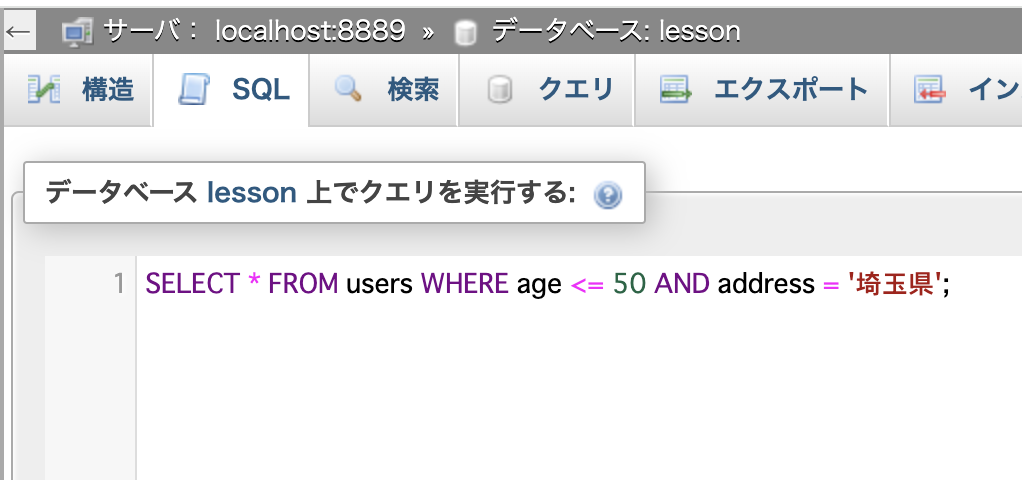 ← サーバ： localhost:8889 » データベース: lesson
構造 SQL 検索 クエリ エクスポート イン
データベース lesson 上でクエリを実行する:
1 SELECT * FROM users WHERE age <= 50 AND address = '埼玉県';